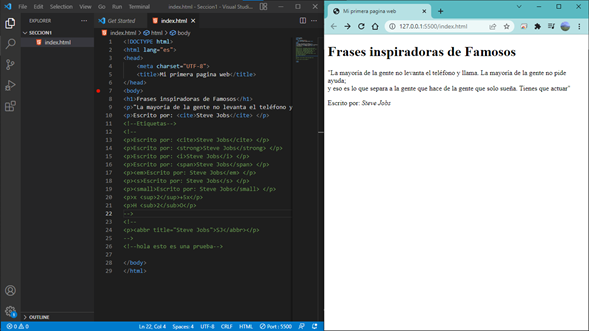 File Edit Selection View Go Run Terminal index.html - Seccion1 - Visual Studi...
EXPLORER
SECCION1
index.html
OUTLINE
Get Started
index.html
index.html > html > body
1 <!DOCTYPE html>
2 <html lang="es">
3 <head>
4 <meta charset="UTF-8">
5 <title>Mi primera pagina web</title>
6 </head>
7 <body>
8 <h1>Frases inspiradoras de Famosos</h1>
9 <p>"La mayoría de la gente no levanta el teléfono y
10 <p>Escrito por: <cite>Steve Jobs</cite> </p>
11 <!--Etiquetas-->
12 <!--
13 <p>Escrito por: <cite>Steve Jobs</cite> </p>
14 <p>Escrito por: <strong>Steve Jobs</strong> </p>
15 <p>Escrito por: <i>Steve Jobs</i> </p>
16 <p>Escrito por: <span>Steve Jobs</span> </p>
17 <p><em>Escrito por: Steve Jobs</em> </p>
18 <p><s>Escrito por: Steve Jobs</s> </p>
19 <p><small>Escrito por: Steve Jobs</small> </p>
20 <p>x <sup>2</sup>+5x</p>
21 <p>H <sub>2</sub>O</p>
22 -->
23 <!--
24 <p><abbr title="Steve Jobs">SJ</abbr></p>
25 -->
26 <!--hola esto es una prueba-->
27
28 </body>
29 </html>
0 0 Ln 22, Col 4 Spaces: 4 UTF-8 CRLF HTML Port : 5500
Mi primera pagina web
127.0.0.1:5500/index.html
Frases inspiradoras de Famosos
"La mayoría de la gente no levanta el teléfono y llama. La mayoría de la gente no pide
ayuda;
y eso es lo que separa a la gente que hace de la gente que solo sueña. Tienes que actuar"
Escrito por: Steve Jobs